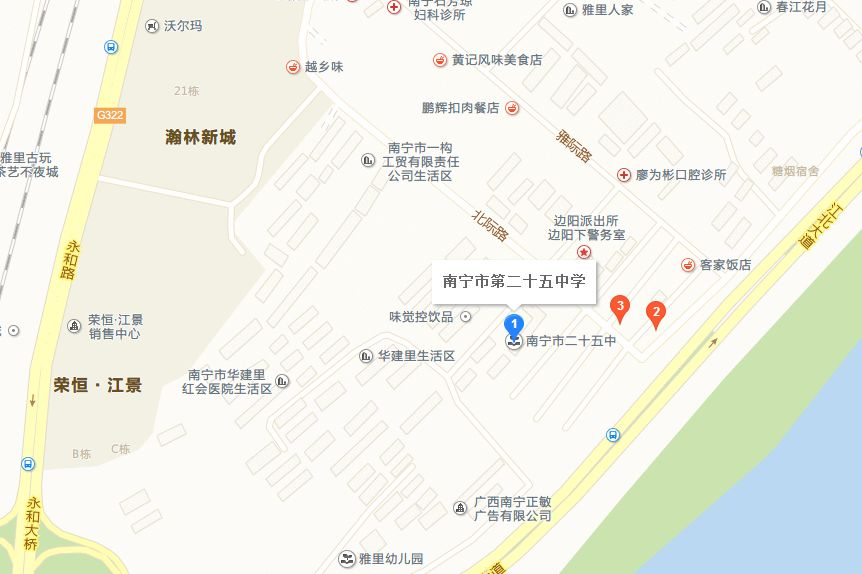 南宁石芳琼
妇科诊所
雅里人家
春江花月
沃尔玛
越乡味
黄记风味美食店
21栋
G322
鹏辉扣肉餐店
瀚林新城
雅际路
雅里古玩
茶艺不夜城
南宁市一构
工贸有限责任
公司生活区
廖为彬口腔诊所
糖烟宿舍
北际路
边阳派出所
边阳下警务室
江北大道
永和路
客家饭店
南宁市第二十五中学
3
2
1
味觉控饮品
南宁市二十五中
荣恒·江景
销售中心
华建里生活区
南宁市华建里
红会医院生活区
荣恒·江景
B栋
C栋
永和大桥
广西南宁正敏
广告有限公司
雅里幼儿园
道